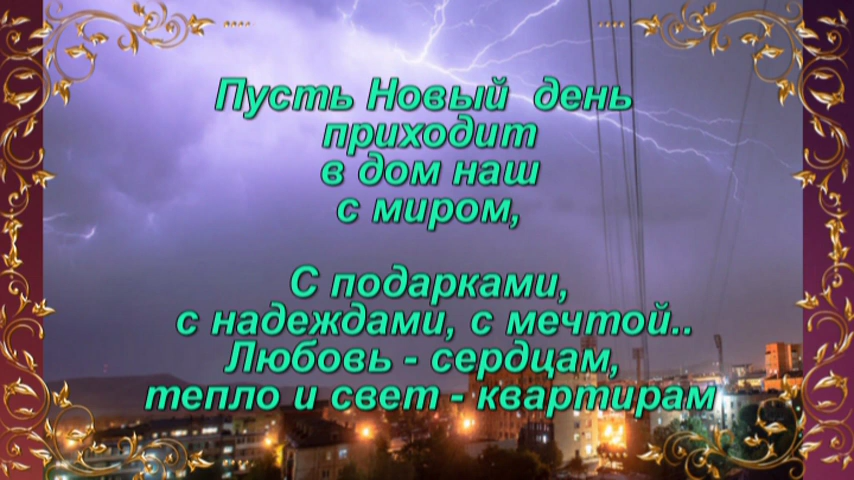 Пусть Новый день
приходит
в дом наш
с миром,
С подарками,
с надеждами, с мечтой..
Любовь - сердцам,
тепло и свет - квартирам